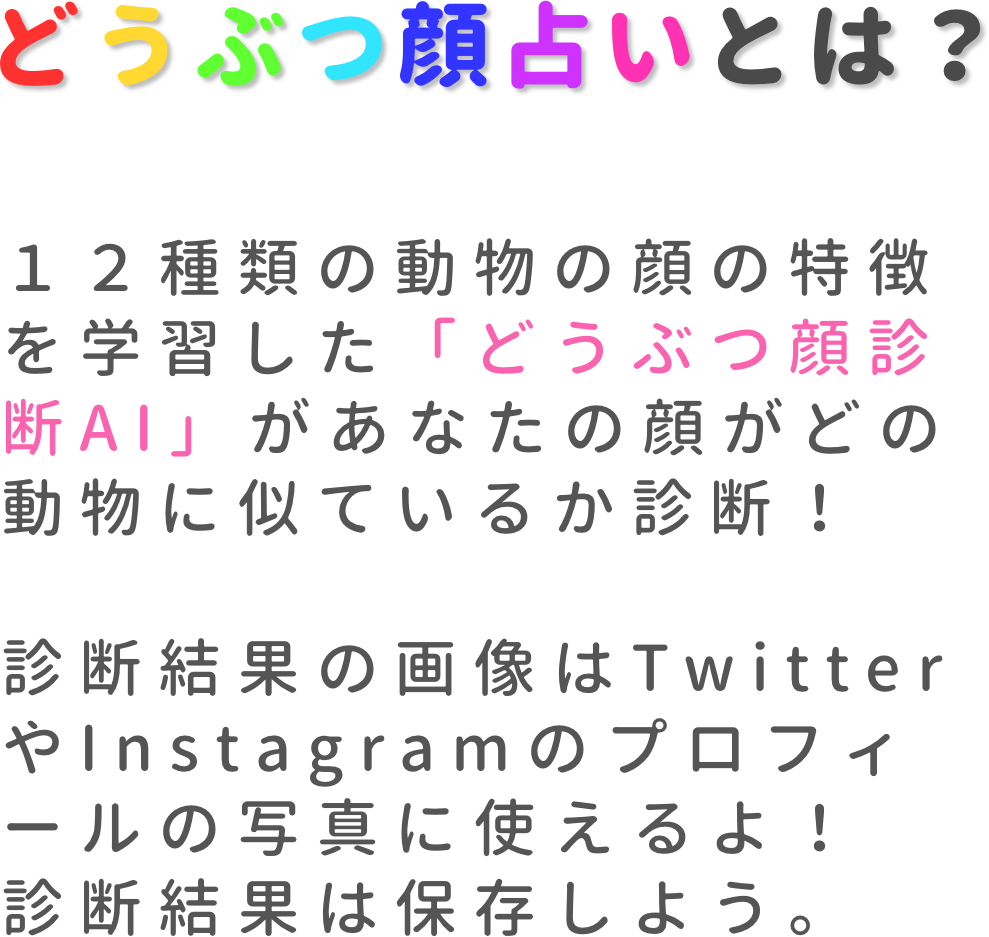 どうぶつ顔占いとは？
１２種類の動物の顔の特徴
を学習した「どうぶつ顔診
断AI」があなたの顔がどの
動物に似ているか診断！
診断結果の画像はTwitter
やInstagramのプロフィ
ールの写真に使えるよ！
診断結果は保存しよう。